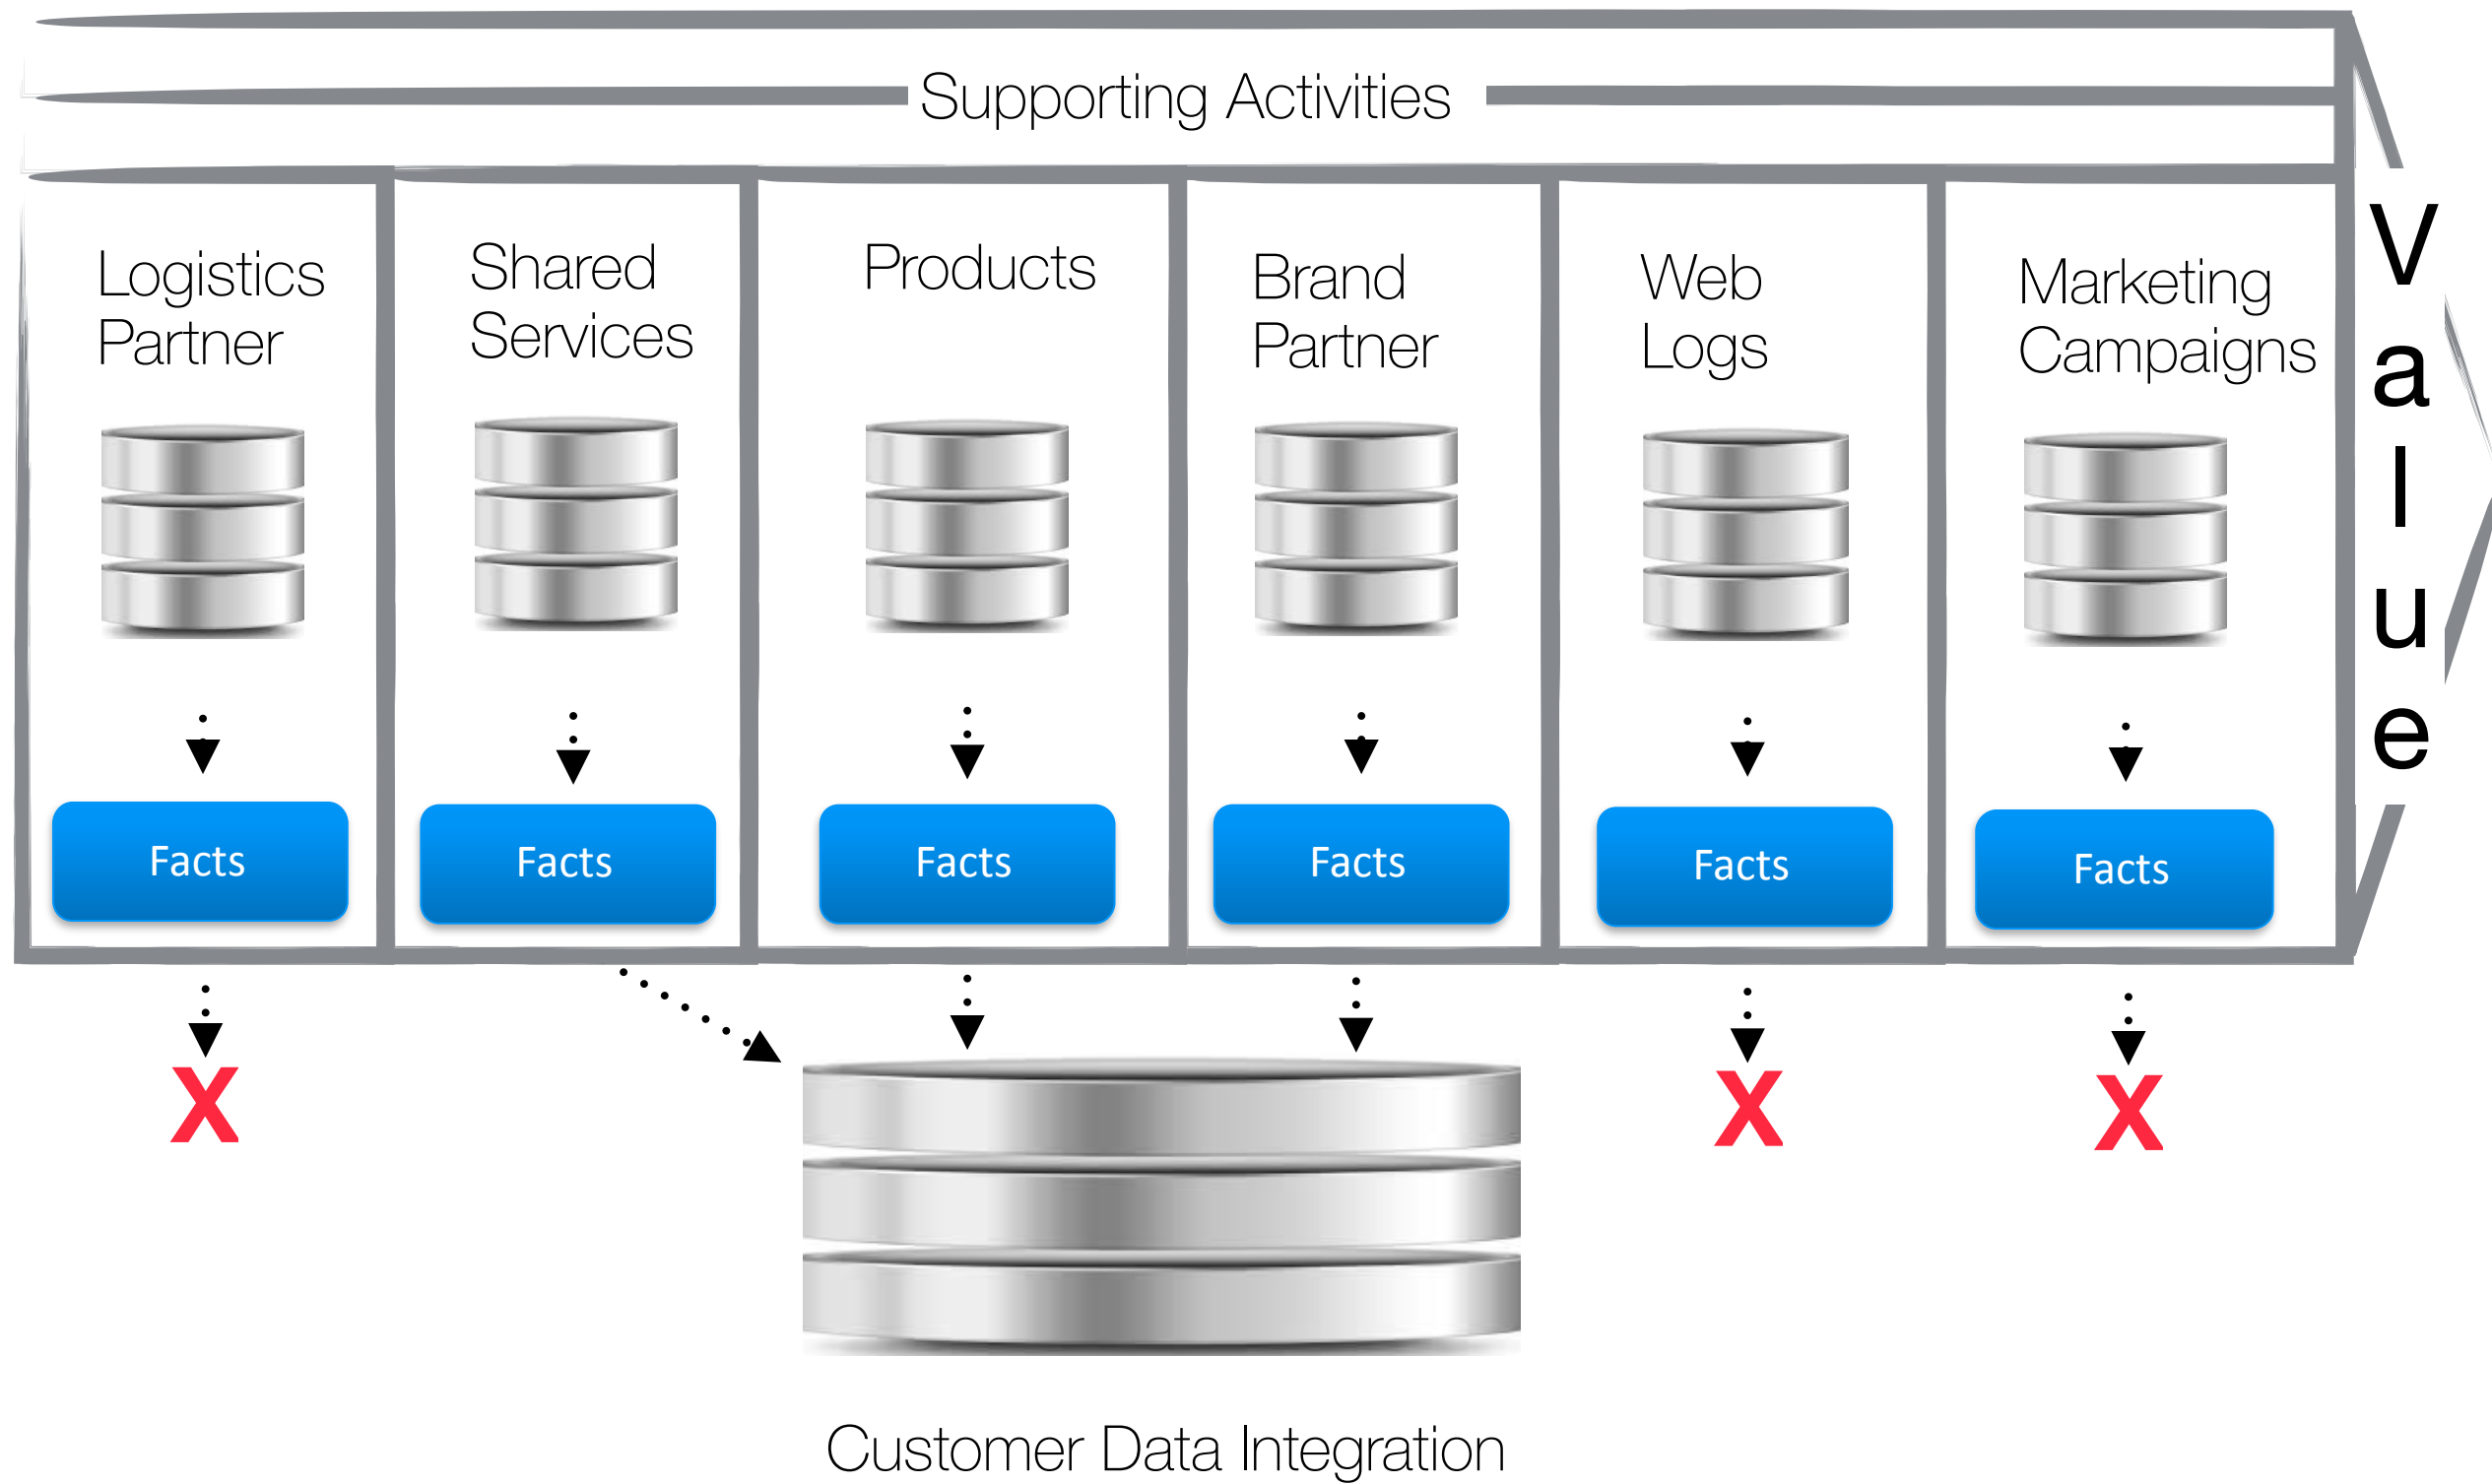 Supporting Activities
Logistics
Partner
Shared
Services
Products
Brand
Partner
Web
Logs
Marketing
Campaigns
Value
Facts
Facts
Facts
Facts
Facts
Facts
X
X
X
Customer Data Integration